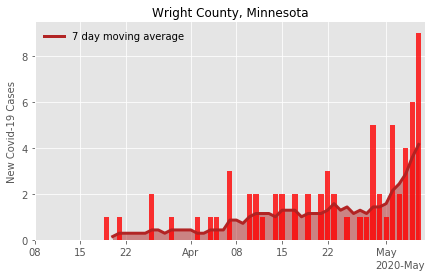 Wright County, Minnesota
7 day moving average
New Covid-19 Cases
8
6
4
2
0
08 15 22 Apr 08 15 22 May
2020-May